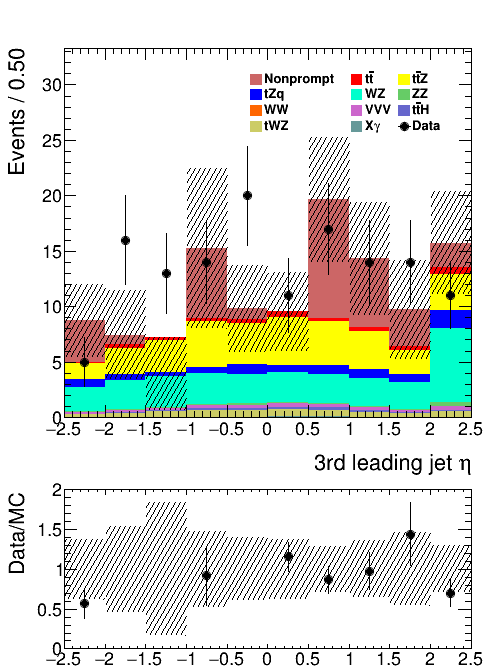 Events / 0.50
30
25
20
15
10
5
0
Nonprompt tt̄ tt̄Z
tZq WZ ZZ
WW VVV tt̄H
tWZ Xγ Data
−2.5 −2 −1.5 −1 −0.5 0 0.5 1 1.5 2 2.5
3rd leading jet η
Data/MC
2
1.5
1
0.5
0
−2.5 −2 −1.5 −1 −0.5 0 0.5 1 1.5 2 2.5